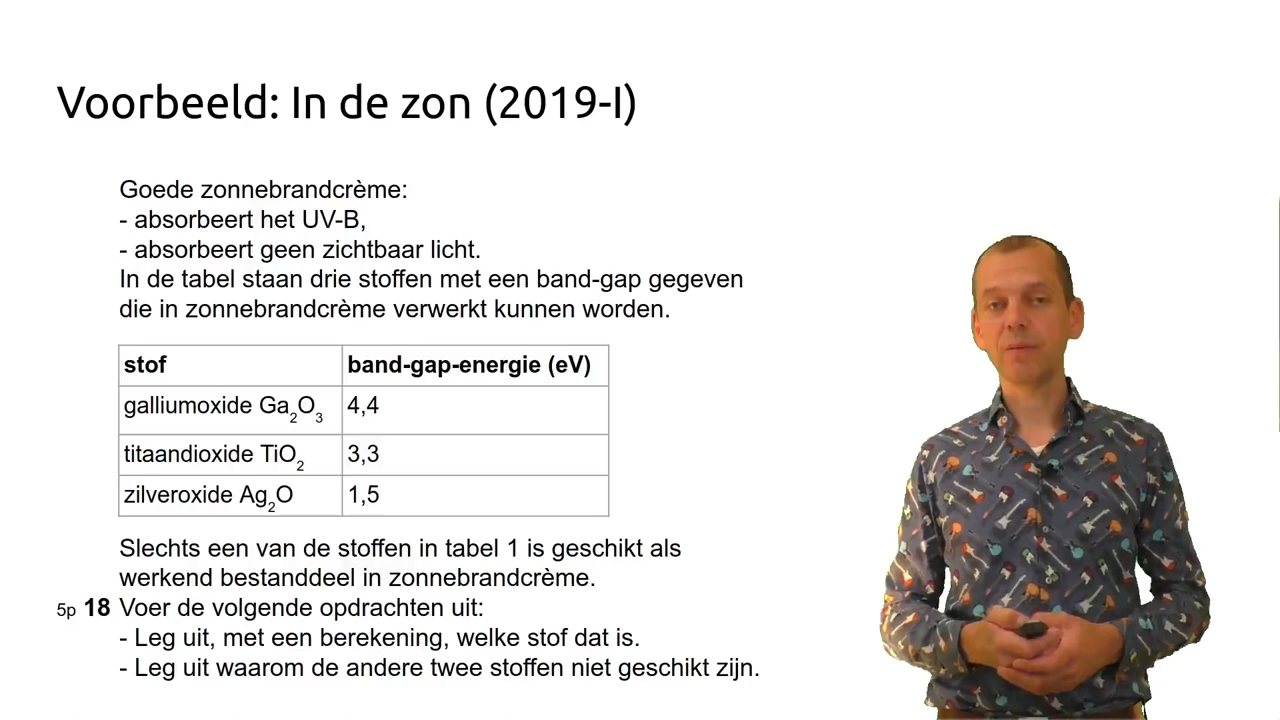 Voorbeeld: In de zon (2019-I)
Goede zonnebrandcrème:
- absorbeert het UV-B,
- absorbeert geen zichtbaar licht.
In de tabel staan drie stoffen met een band-gap gegeven
die in zonnebrandcrème verwerkt kunnen worden.
stof band-gap-energie (eV)
galliumoxide Ga2O3 4,4
titaandioxide TiO2 3,3
zilveroxide Ag2O 1,5
Slechts een van de stoffen in tabel 1 is geschikt als
werkend bestanddeel in zonnebrandcrème.
5p 18 Voer de volgende opdrachten uit:
- Leg uit, met een berekening, welke stof dat is.
- Leg uit waarom de andere twee stoffen niet geschikt zijn.